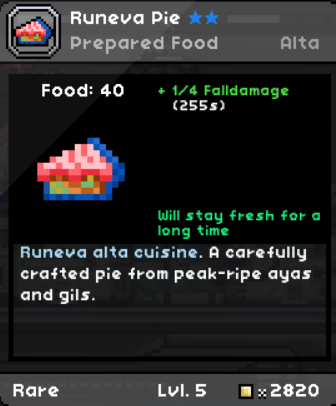 Runeva Pie ★★
Prepared Food Alta
Food: 40
+ 1/4 Falldamage
(255s)
Will stay fresh for a
long time
Runeva alta cuisine. A carefully
crafted pie from peak-ripe ayas
and gils.
Rare Lvl. 5 x2820